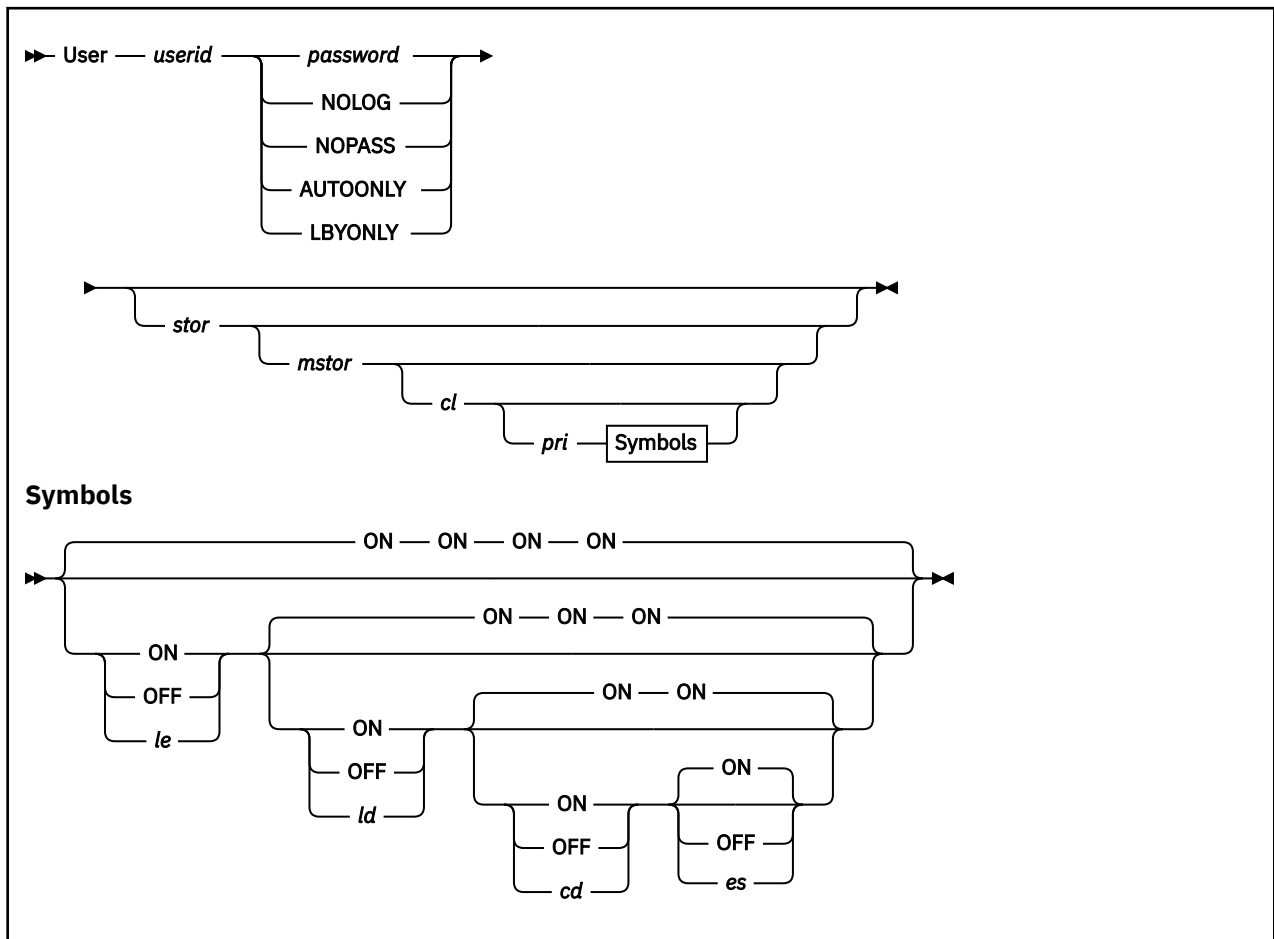 User userid password
NOLOG
NOPASS
AUTOONLY
LBYONLY
stor
mstor
cl
pri Symbols
Symbols
ON ON ON ON
ON ON ON
ON
OFF
le
ON ON
ON
OFF
ld
ON
ON
OFF
cd
OFF
es